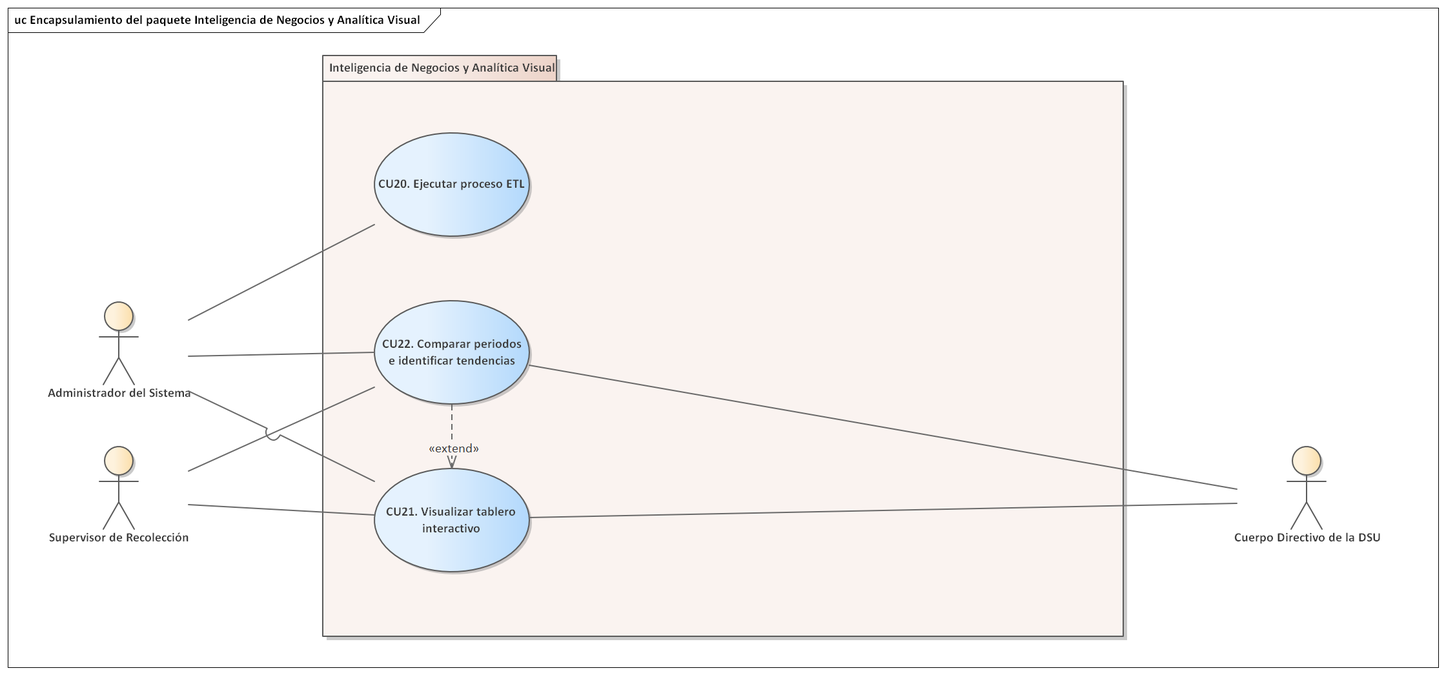 uc Encapsulamiento del paquete Inteligencia de Negocios y Analítica Visual
Inteligencia de Negocios y Analítica Visual
CU20. Ejecutar proceso ETL
CU22. Comparar periodos
e identificar tendencias
Administrador del Sistema
«extend»
CU21. Visualizar tablero
interactivo
Supervisor de Recolección
Cuerpo Directivo de la DSU